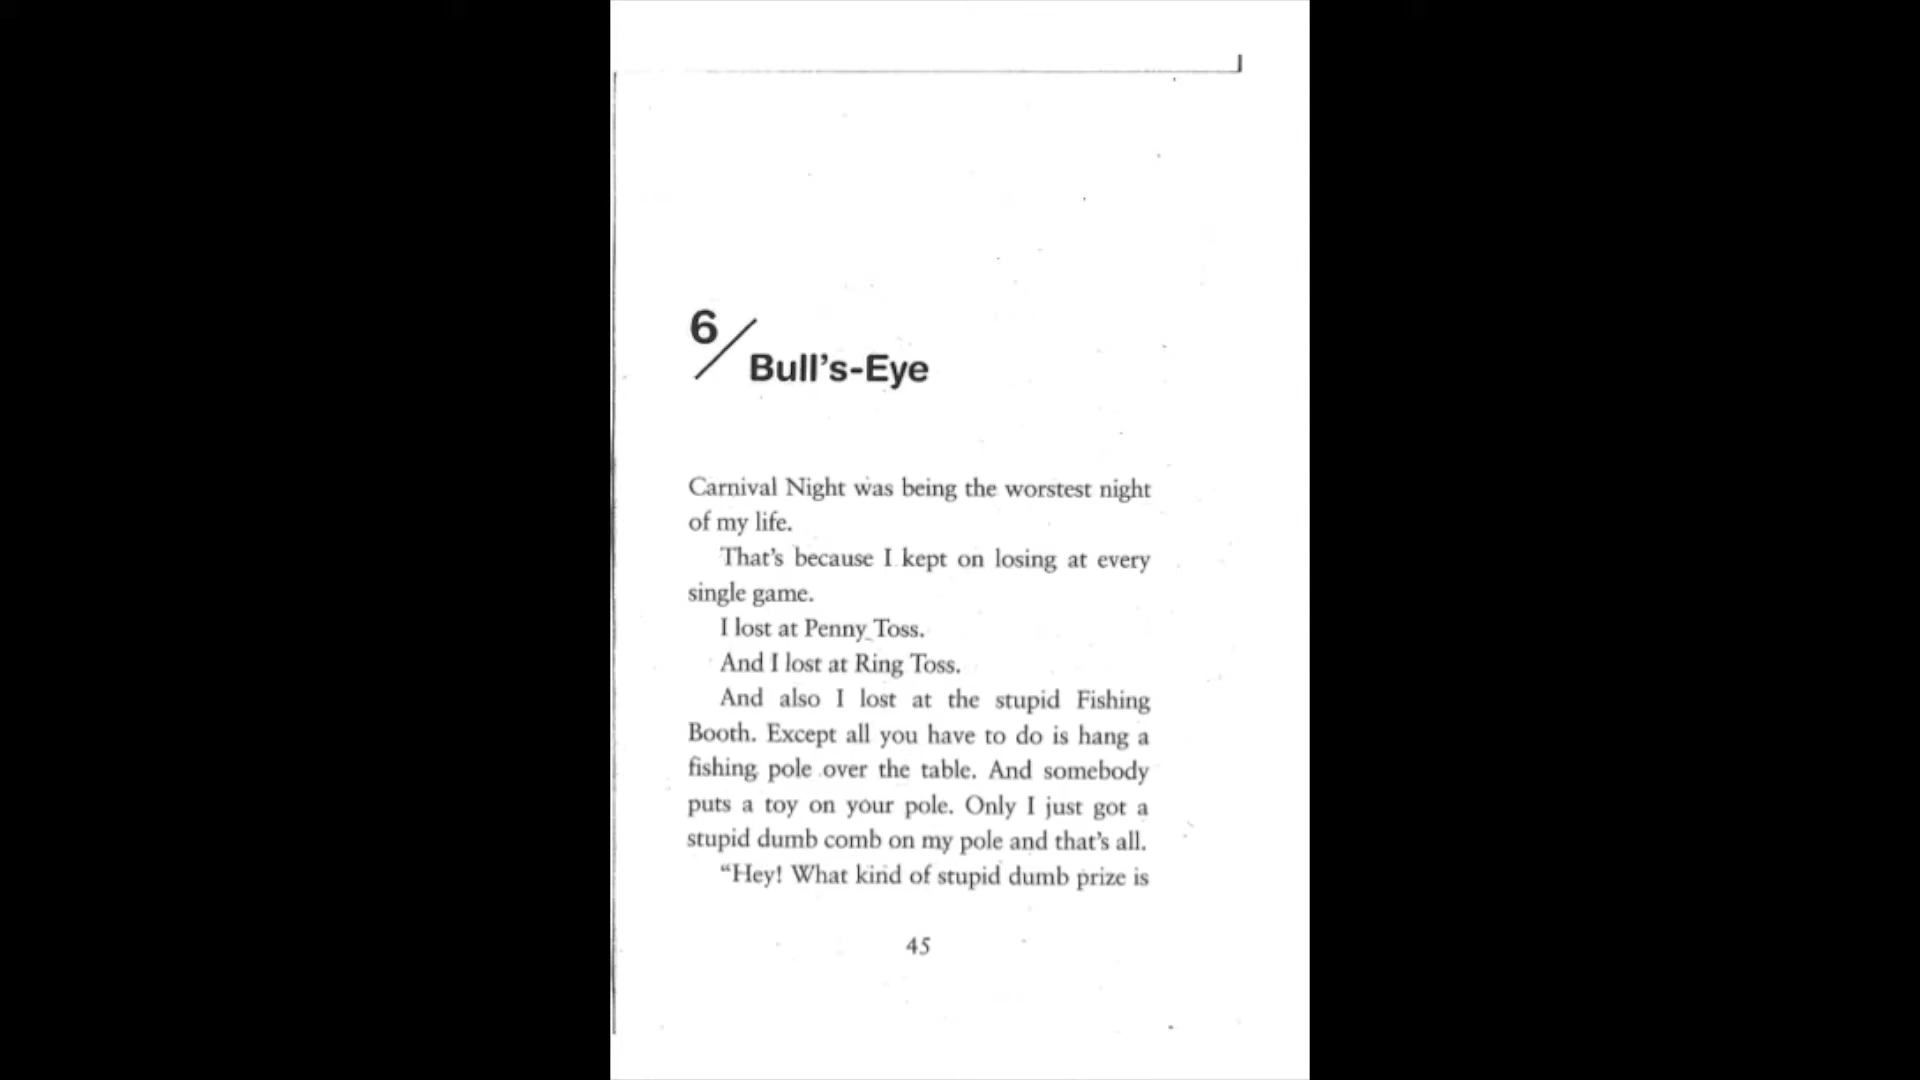 6
Bull's-Eye
Carnival Night was being the worstest night
of my life.
That's because I kept on losing at every
single game.
I lost at Penny Toss.
And I lost at Ring Toss.
And also I lost at the stupid Fishing
Booth. Except all you have to do is hang a
fishing pole over the table. And somebody
puts a toy on your pole. Only I just got a
stupid dumb comb on my pole and that's all.
“Hey! What kind of stupid dumb prize is
45